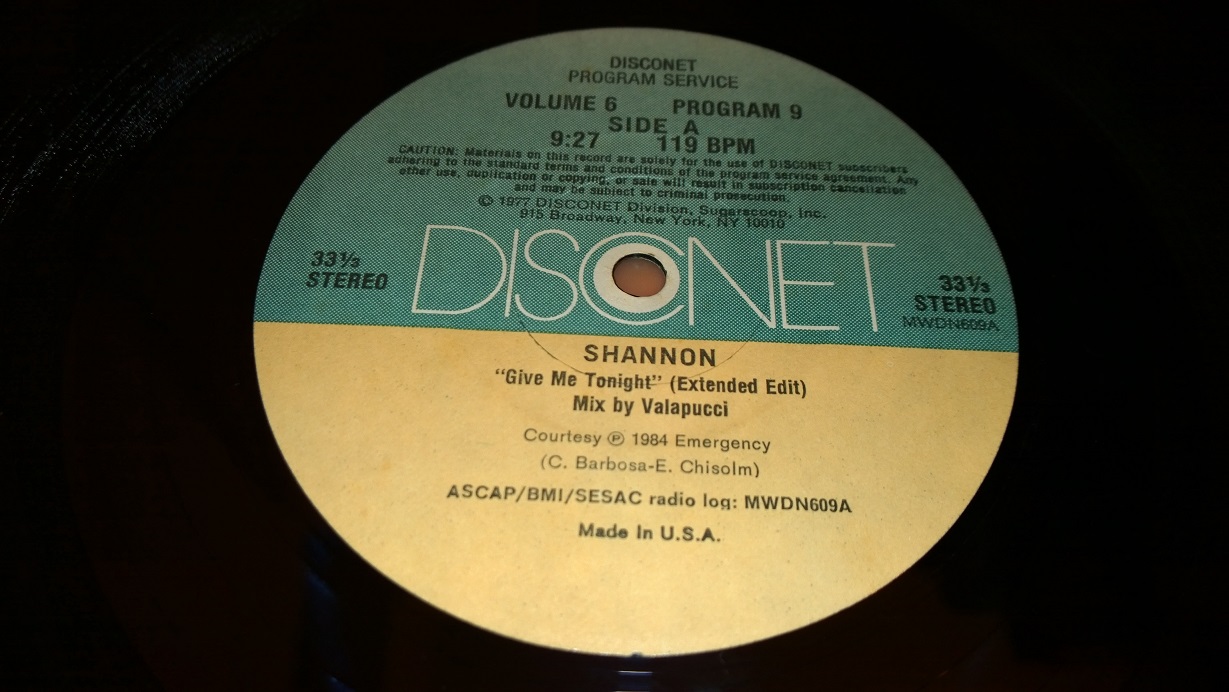 DISCONET
PROGRAM SERVICE
VOLUME 6 PROGRAM 9
SIDE A
9:27 119 BPM
CAUTION: Materials on this record are solely for the use of DISCONET subscribers
adhering to the standard terms and conditions of the program service agreement. Any
other use, duplication or copying, or sale will result in subscription cancellation
and may be subject to criminal prosecution.
© 1977 DISCONET Division, Sugarscoop, Inc.
915 Broadway, New York, NY 10010
33⅓
STEREO
DISCONET
33⅓
STEREO
MWDN609A
SHANNON
“Give Me Tonight” (Extended Edit)
Mix by Valapucci
Courtesy ℗ 1984 Emergency
(C. Barbosa-E. Chisolm)
ASCAP/BMI/SESAC radio log: MWDN609A
Made In U.S.A.